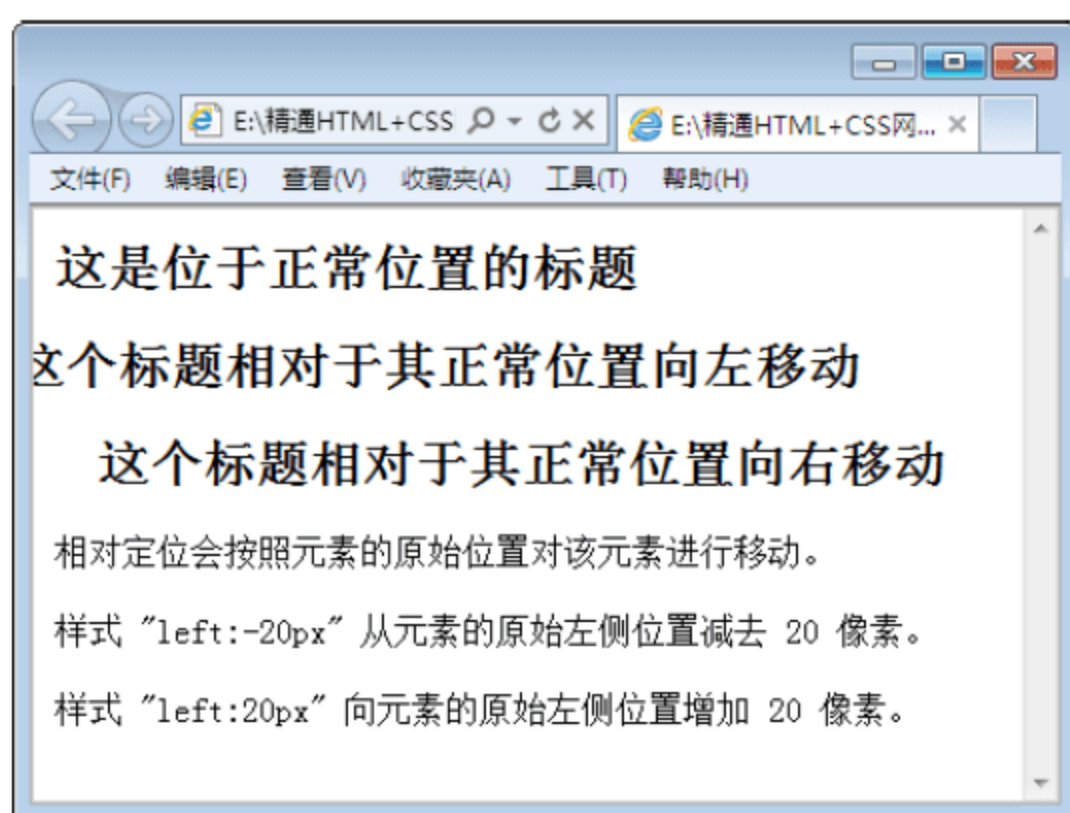 E:\精通HTML+CSS
E:\精通HTML+CSS网...
文件(F) 编辑(E) 查看(V) 收藏夹(A) 工具(T) 帮助(H)
这是位于正常位置的标题
这个标题相对于其正常位置向左移动
这个标题相对于其正常位置向右移动
相对定位会按照元素的原始位置对该元素进行移动。
样式 "left:-20px" 从元素的原始左侧位置减去 20 像素。
样式 "left:20px" 向元素的原始左侧位置增加 20 像素。